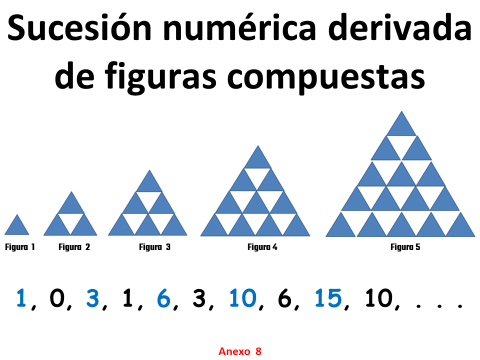 Sucesión numérica derivada
de figuras compuestas
Figura 1 Figura 2 Figura 3 Figura 4 Figura 5
1, 0, 3, 1, 6, 3, 10, 6, 15, 10, . . .
Anexo 8